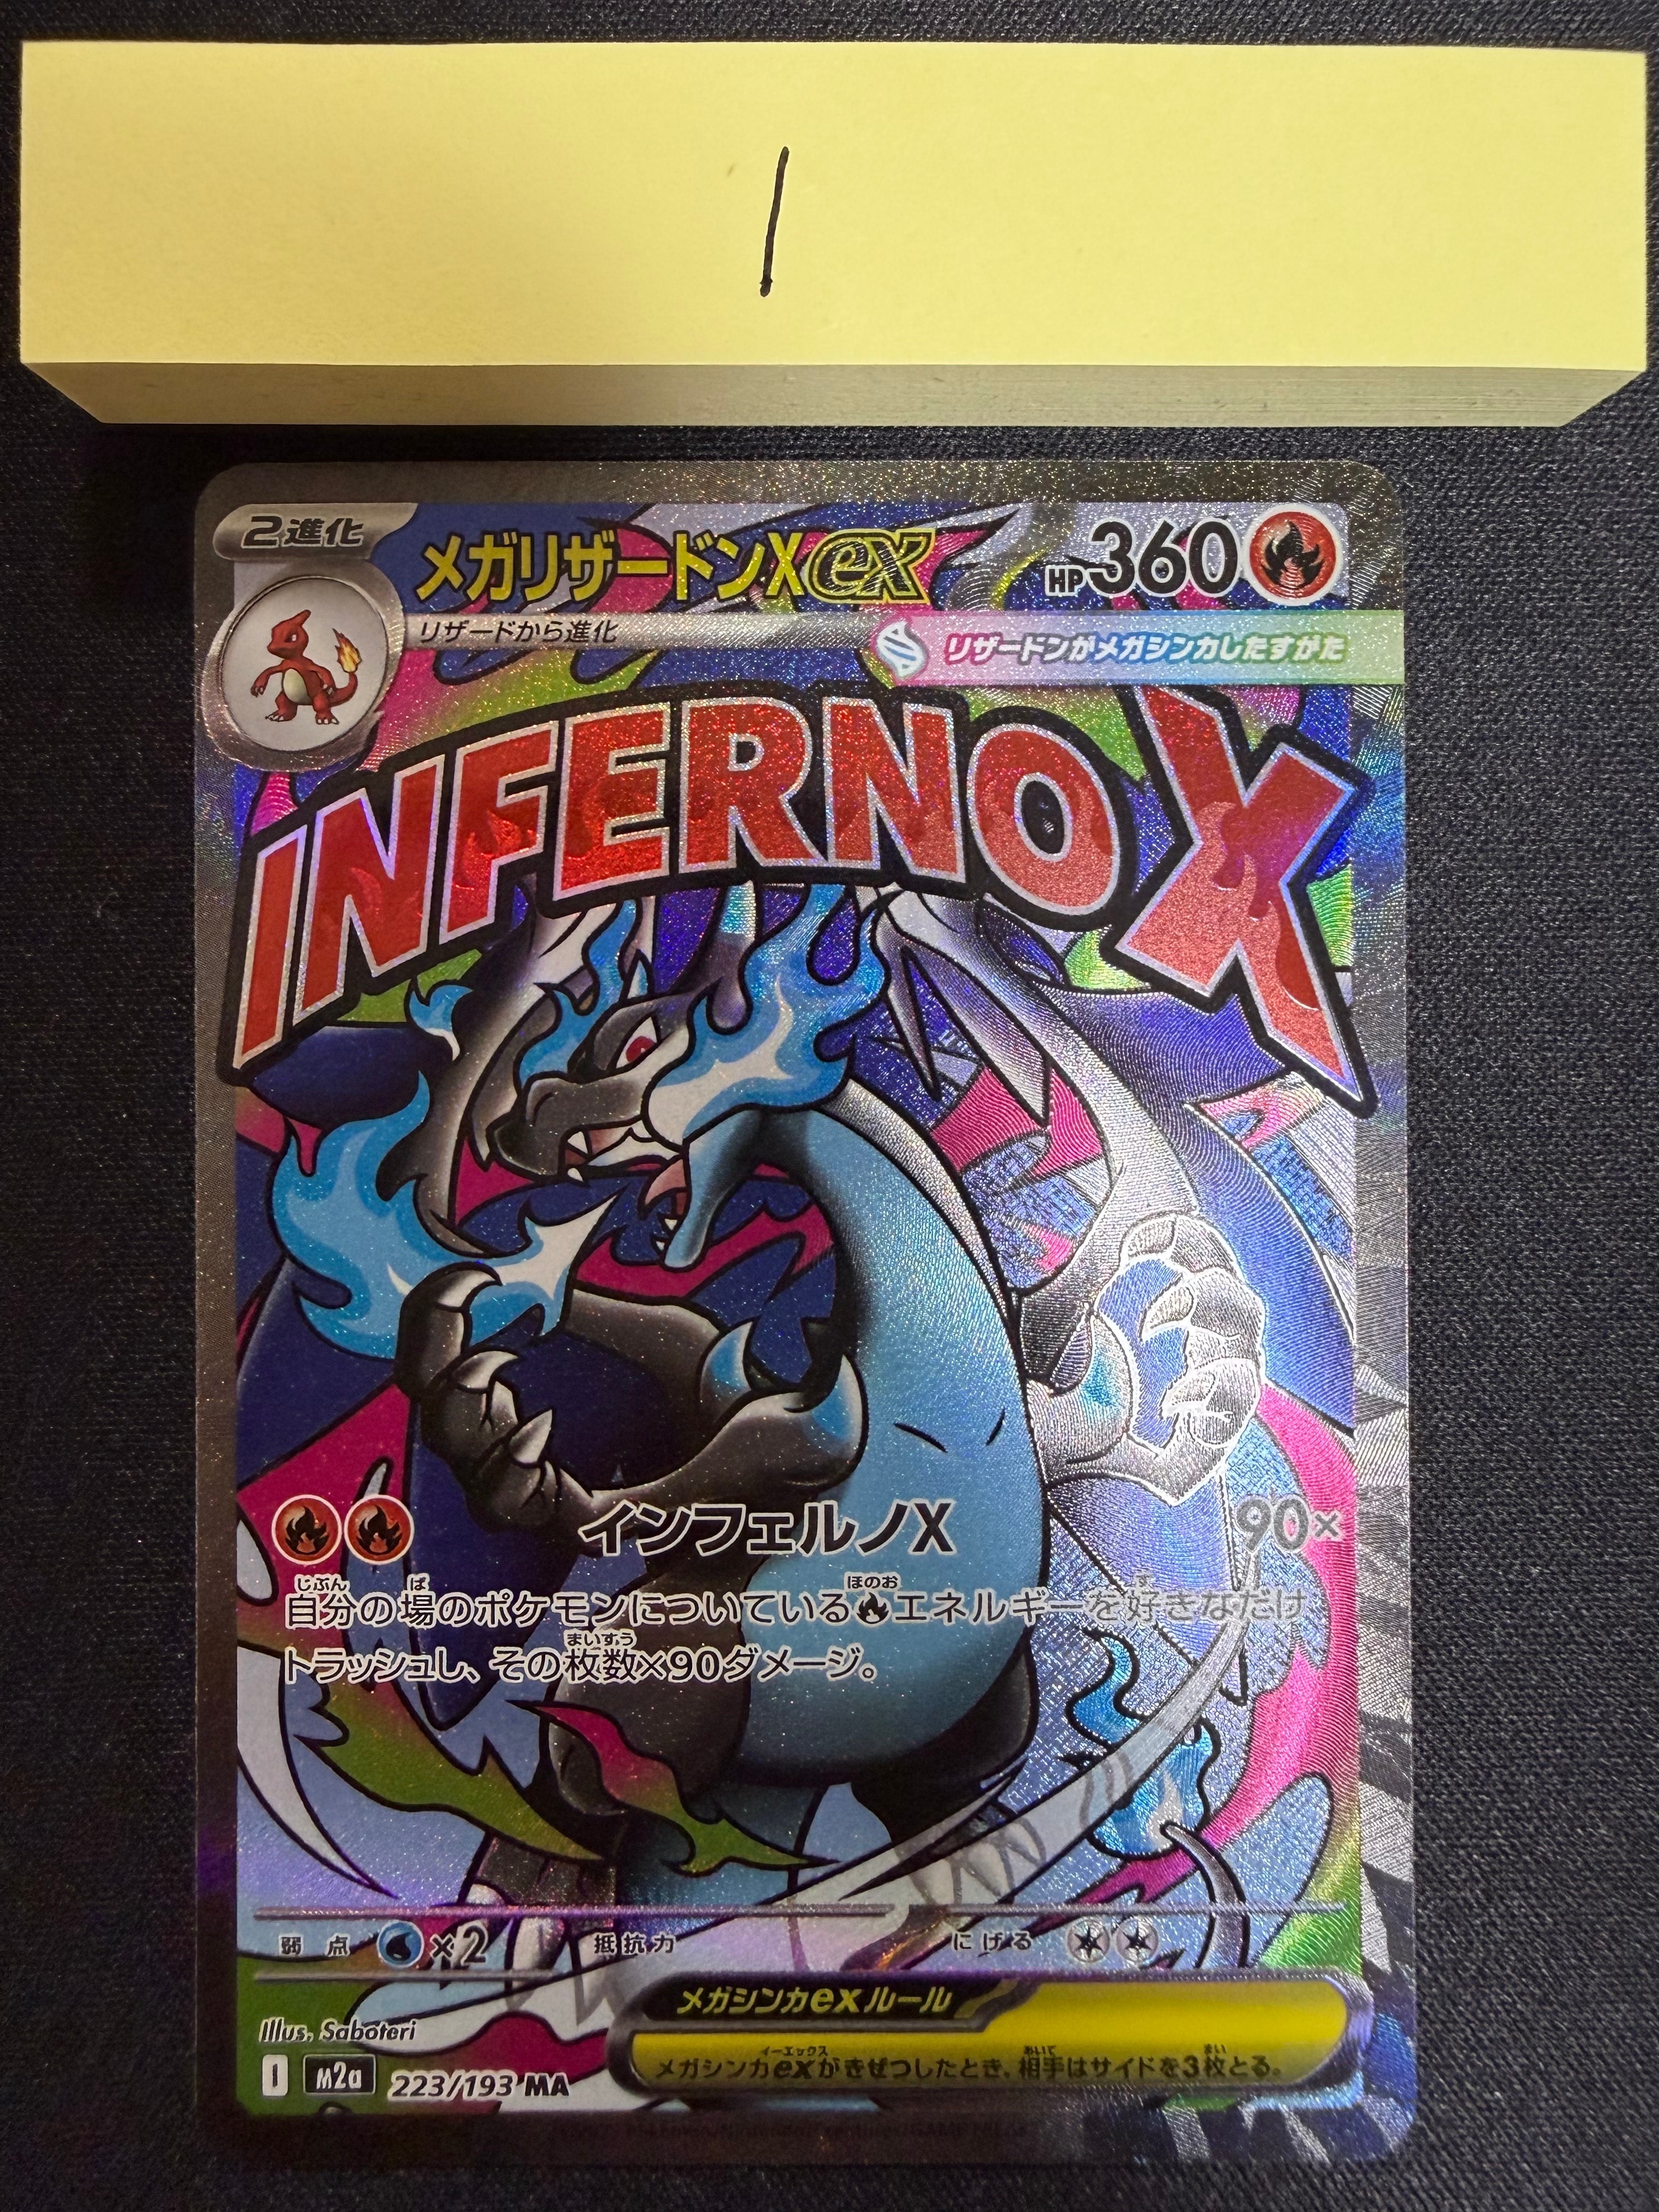 1
2進化
メガリザードンXex
HP360
リザードから進化
リザードンがメガシンカしたすがた
INFERNO X
インフェルノX 90×
自分の場のポケモンについているエネルギーを好きなだけ
トラッシュし、その枚数×90ダメージ。
弱点 ×2 抵抗力 にげる
メガシンカexルール
メガシンカexがきぜつしたとき、相手はサイドを3枚とる。
Illus. Saboteri
I M2a 223/193 MA